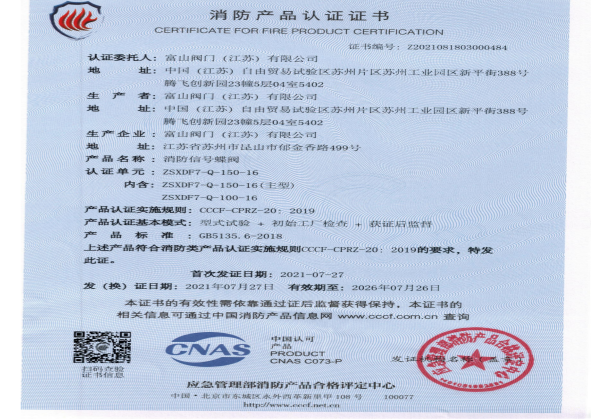 消防产品认证证书
CERTIFICATE FOR FIRE PRODUCT CERTIFICATION
证书编号: Z2021081803000484
认证委托人: 富山阀门（江苏）有限公司
地 址: 中国（江苏）自由贸易试验区苏州片区苏州工业园区新平街388号
腾飞创新园23幢5层04室5402
生 产 者: 富山阀门（江苏）有限公司
地 址: 中国（江苏）自由贸易试验区苏州片区苏州工业园区新平街388号
腾飞创新园23幢5层04室5402
生产企业: 富山阀门（江苏）有限公司
地 址: 江苏省苏州市昆山市郁金香路499号
产品名称: 消防信号蝶阀
认证单元: ZSXDF7-Q-150-16
内含: ZSXDF7-Q-150-16(主型)
ZSXDF7-Q-100-16
产品认证实施规则: CCCF-CPRZ-20: 2019
产品认证基本模式: 型式试验 + 初始工厂检查 + 获证后监督
产 品 标 准: GB5135.6-2018
上述产品符合消防类产品认证实施规则CCCF-CPRZ-20: 2019的要求，特发
此证。
首次发证日期: 2021-07-27
发（换）证日期: 2021年07月27日 有效期至: 2026年07月26日
本证书的有效性需依靠通过证后监督获得保持。本证书的
相关信息可通过中国消防产品信息网 www.cccf.com.cn 查询
扫码查验
证书信息
CNAS
中国认可
产品
PRODUCT
CNAS C073-P
应急管理部消防产品合格评定中心
中国·北京市东城区永外西革新里甲108号 100077
http://www.cccf.net.cn